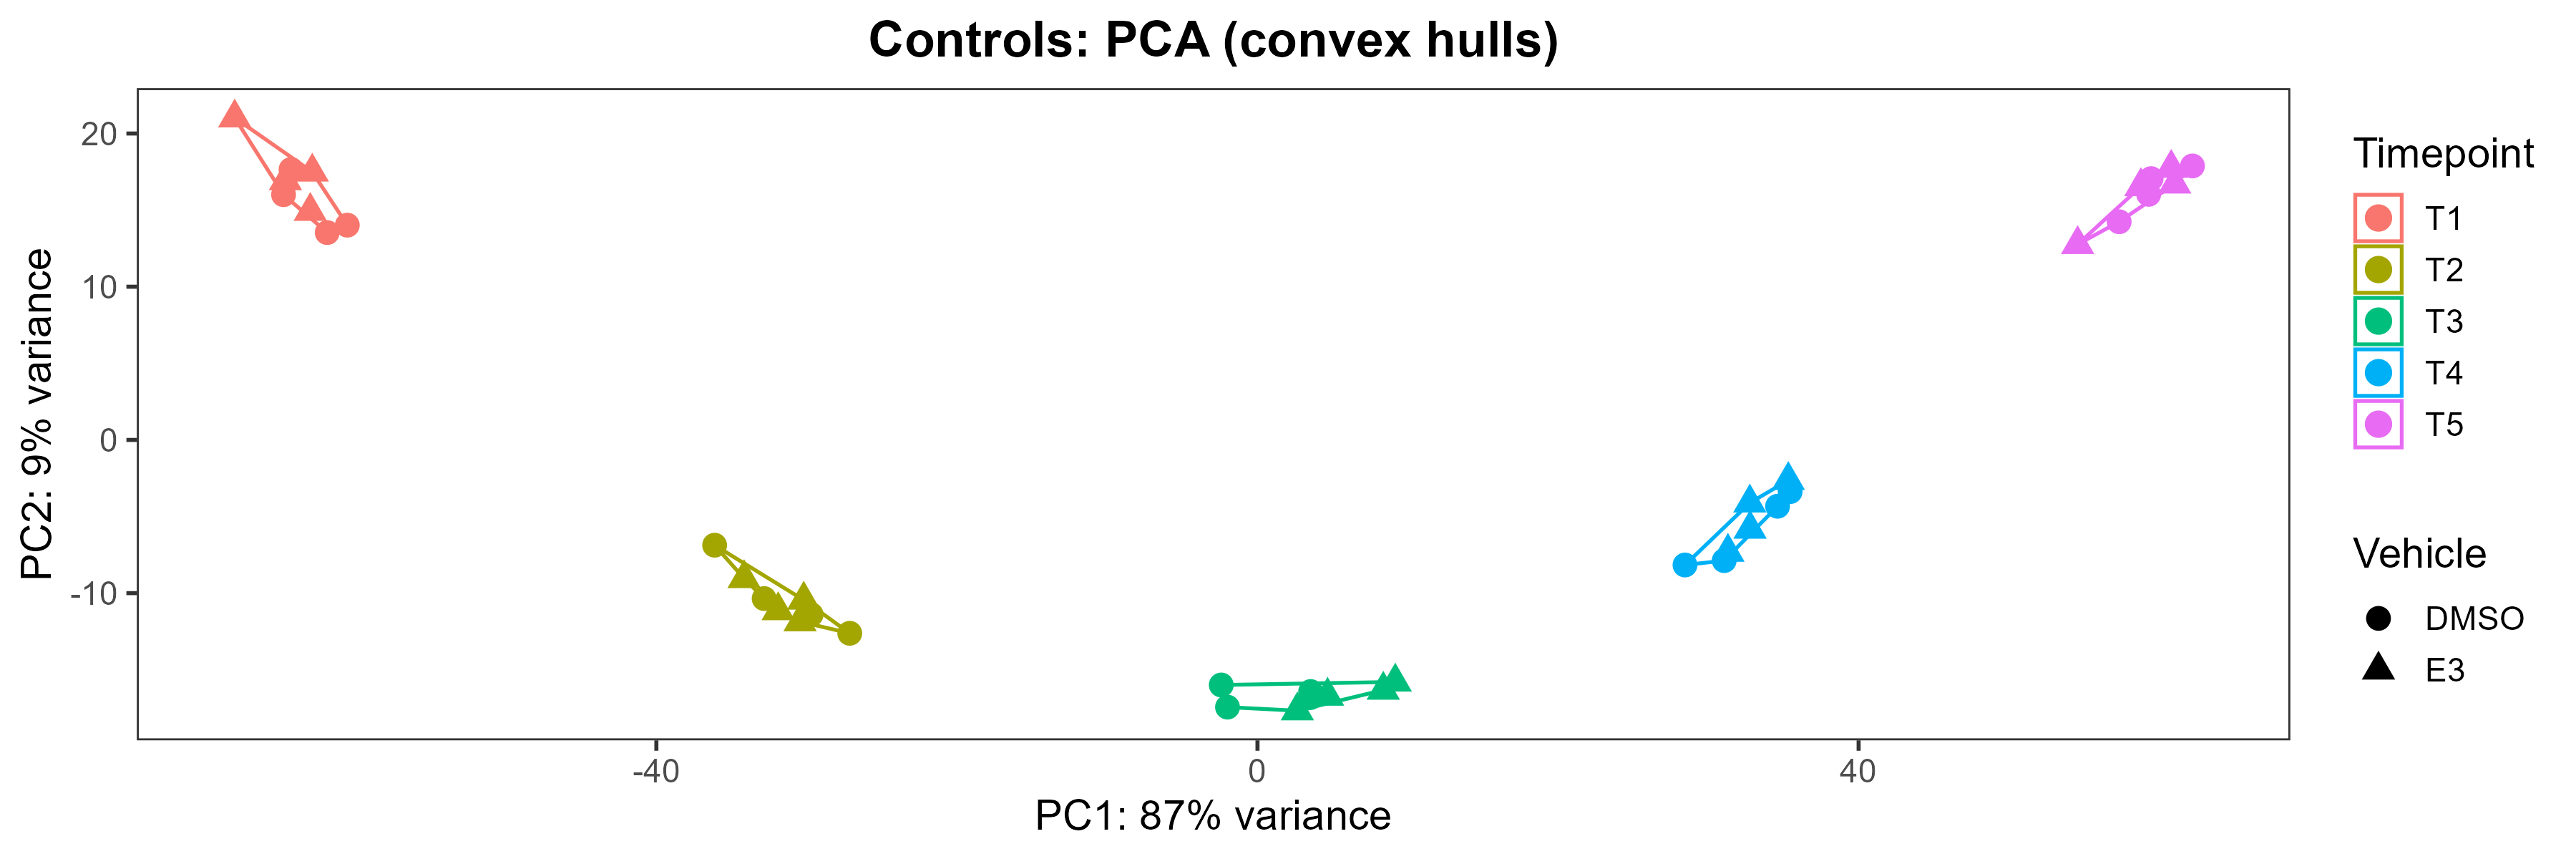 Controls: PCA (convex hulls)
PC2: 9% variance
20
10
0
-10
-40
0
40
PC1: 87% variance
Timepoint
T1
T2
T3
T4
T5
Vehicle
DMSO
E3